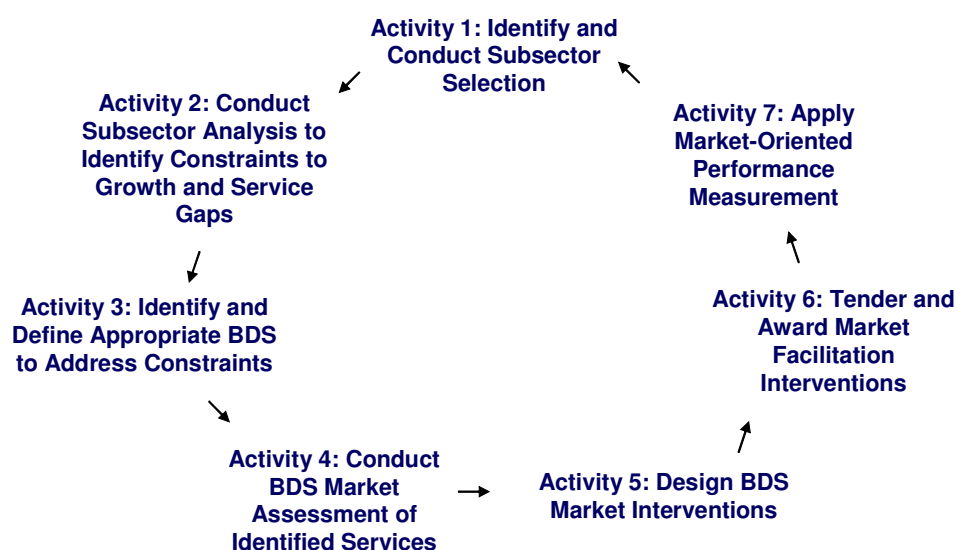 Activity 1: Identify and
Conduct Subsector
Selection
Activity 2: Conduct
Subsector Analysis to
Identify Constraints to
Growth and Service
Gaps
Activity 3: Identify and
Define Appropriate BDS
to Address Constraints
Activity 4: Conduct
BDS Market
Assessment of
Identified Services
Activity 5: Design BDS
Market Interventions
Activity 6: Tender and
Award Market
Facilitation
Interventions
Activity 7: Apply
Market-Oriented
Performance
Measurement